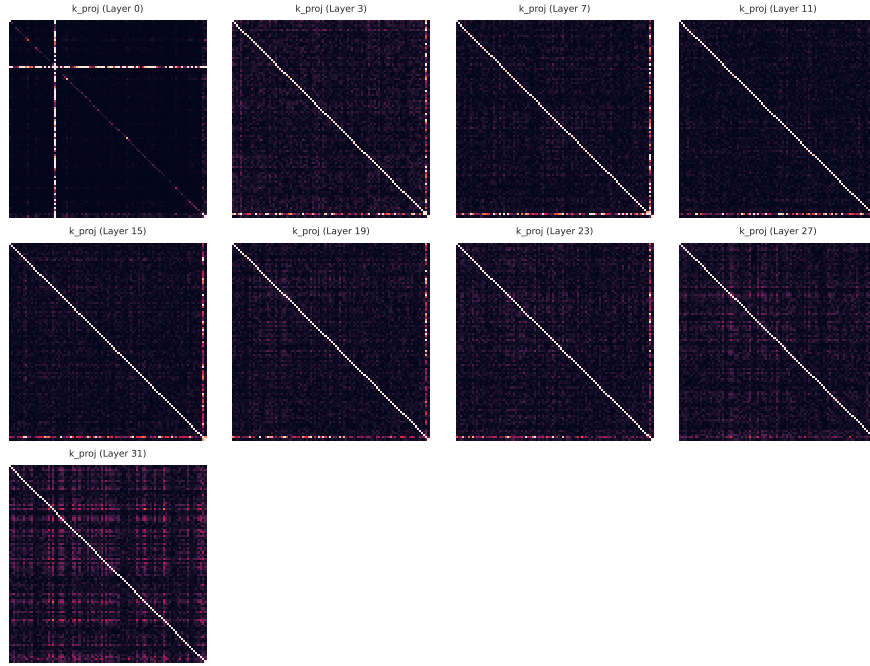 k_proj (Layer 0)
k_proj (Layer 3)
k_proj (Layer 7)
k_proj (Layer 11)
k_proj (Layer 15)
k_proj (Layer 19)
k_proj (Layer 23)
k_proj (Layer 27)
k_proj (Layer 31)